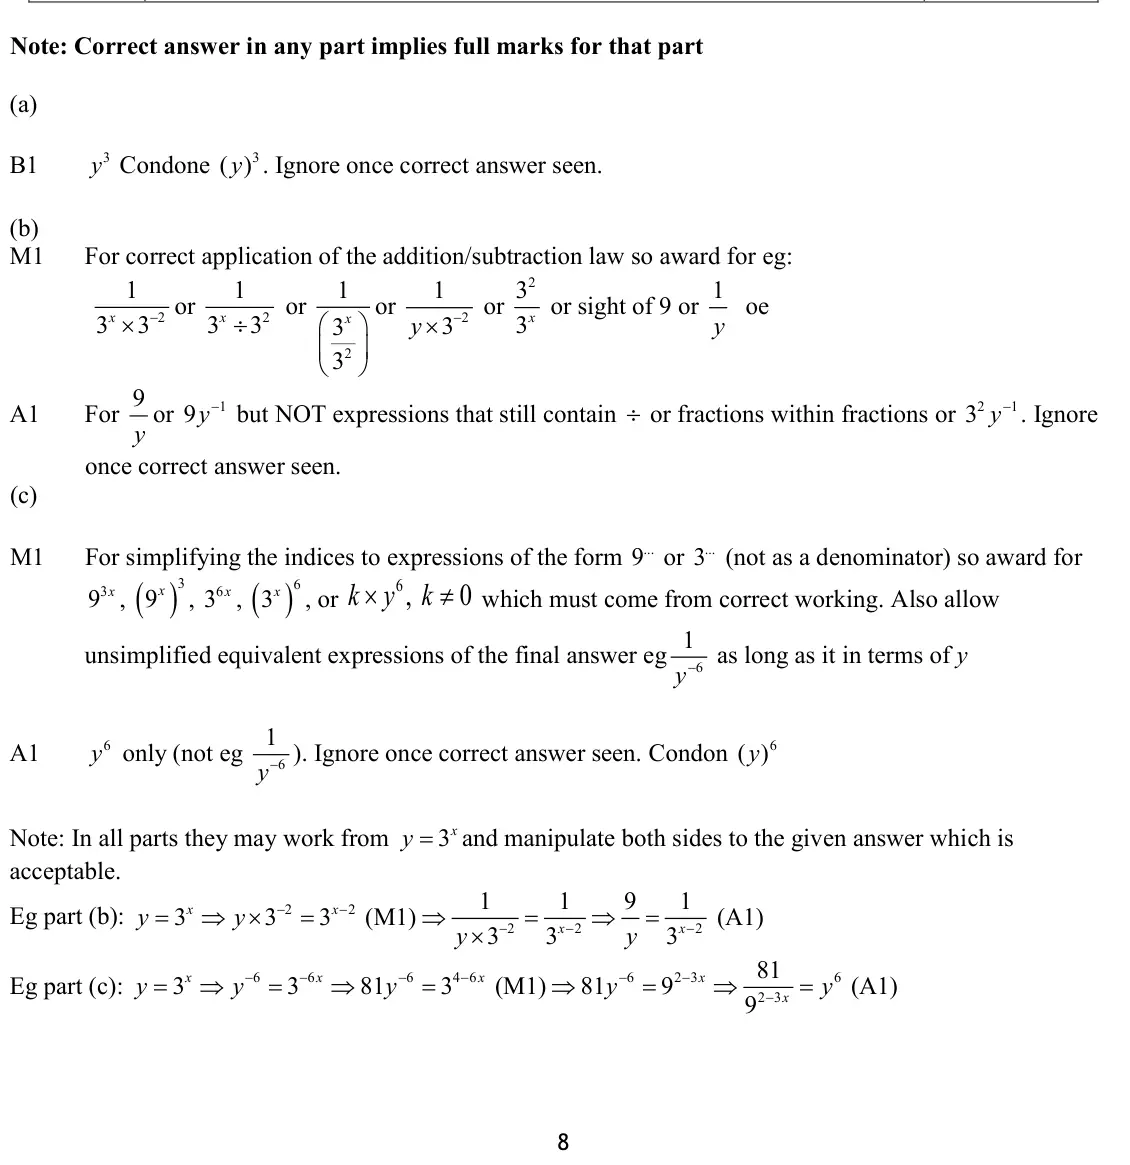 Note: Correct answer in any part implies full marks for that part
(a)
B1 y³ Condone (y)³. Ignore once correct answer seen.
(b)
M1 For correct application of the addition/subtraction law so award for eg:
1/(3ˣ × 3⁻²) or 1/(3ˣ ÷ 3²) or 1/(3ˣ/3²) or 1/(y × 3⁻²) or 3²/3ˣ or sight of 9 or 1/y oe
A1 For 9/y or 9y⁻¹ but NOT expressions that still contain ÷ or fractions within fractions or 3² y⁻¹. Ignore
once correct answer seen.
(c)
M1 For simplifying the indices to expressions of the form 9^… or 3^… (not as a denominator) so award for
9³ˣ, (9ˣ)³, 3⁶ˣ, (3ˣ)⁶, or k × y⁶, k ≠ 0 which must come from correct working. Also allow
unsimplified equivalent expressions of the final answer eg 1/y⁻⁶ as long as it in terms of y
A1 y⁶ only (not eg 1/y⁻⁶). Ignore once correct answer seen. Condon (y)⁶
Note: In all parts they may work from y = 3ˣ and manipulate both sides to the given answer which is
acceptable.
Eg part (b): y = 3ˣ ⇒ y × 3⁻² = 3ˣ⁻² (M1) ⇒ 1/(y × 3⁻²) = 1/3ˣ⁻² ⇒ 9/y = 1/3ˣ⁻² (A1)
Eg part (c): y = 3ˣ ⇒ y⁻⁶ = 3⁻⁶ˣ ⇒ 81y⁻⁶ = 3⁴⁻⁶ˣ (M1) ⇒ 81y⁻⁶ = 9²⁻³ˣ ⇒ 81/9²⁻³ˣ = y⁶ (A1)
8